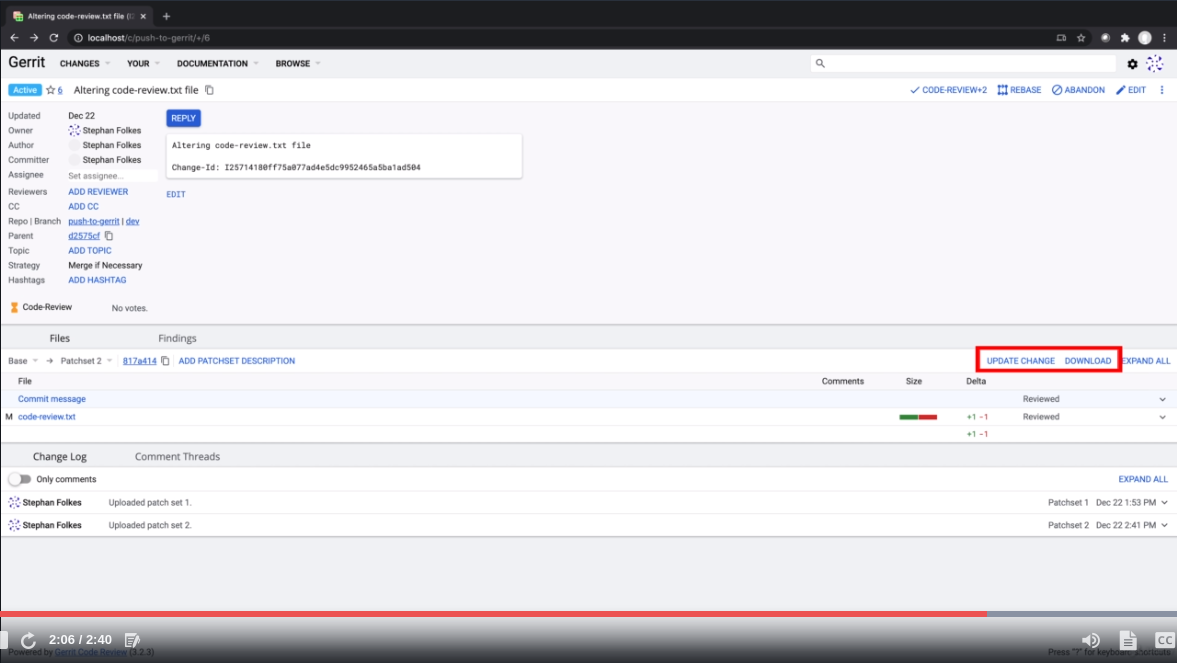 Altering code-review.txt file (
localhost/c/push-to-gerrit/+/6
Gerrit CHANGES YOUR DOCUMENTATION BROWSE
Active 6 Altering code-review.txt file CODE-REVIEW+2 REBASE ABANDON EDIT
Updated Dec 22 REPLY
Owner Stephan Folkes
Author Stephan Folkes Altering code-review.txt file
Committer Stephan Folkes
Assignee Set assignee... Change-Id: I25714180ff75a077ad4e5dc9952465a5ba1ad504
Reviewers ADD REVIEWER EDIT
CC ADD CC
Repo | Branch push-to-gerrit | dev
Parent d2575cf
Topic ADD TOPIC
Strategy Merge if Necessary
Hashtags ADD HASHTAG
Code-Review No votes.
Files Findings
Base → Patchset 2 817a414 ADD PATCHSET DESCRIPTION UPDATE CHANGE DOWNLOAD EXPAND ALL
File Comments Size Delta
Commit message Reviewed
M code-review.txt +1 -1 Reviewed
+1 -1
Change Log Comment Threads
Only comments EXPAND ALL
Stephan Folkes Uploaded patch set 1. Patchset 1 Dec 22 1:53 PM
Stephan Folkes Uploaded patch set 2. Patchset 2 Dec 22 2:41 PM
2:06 / 2:40 CC
Powered by Gerrit Code Review (3.2.3) Press "?" for keyboard shortcuts